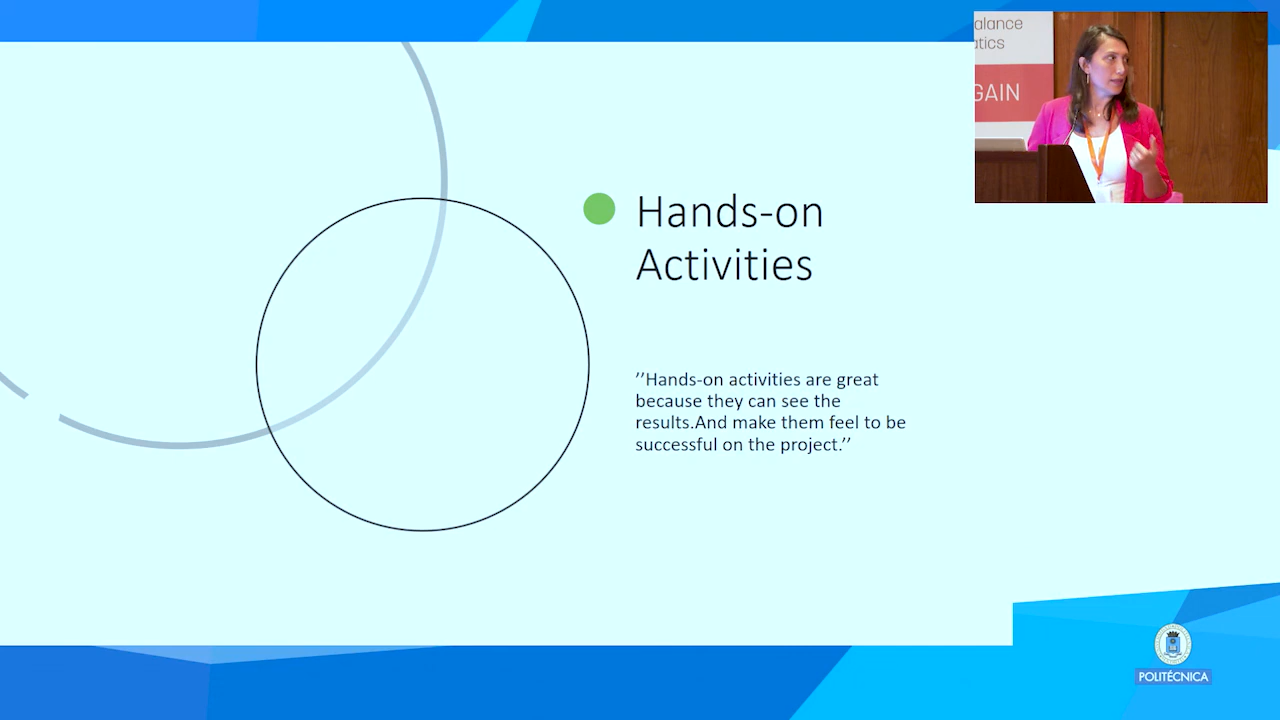 alance
atics
GAIN
Hands-on
Activities
’’Hands-on activities are great
because they can see the
results.And make them feel to be
successful on the project.’’
POLITÉCNICA